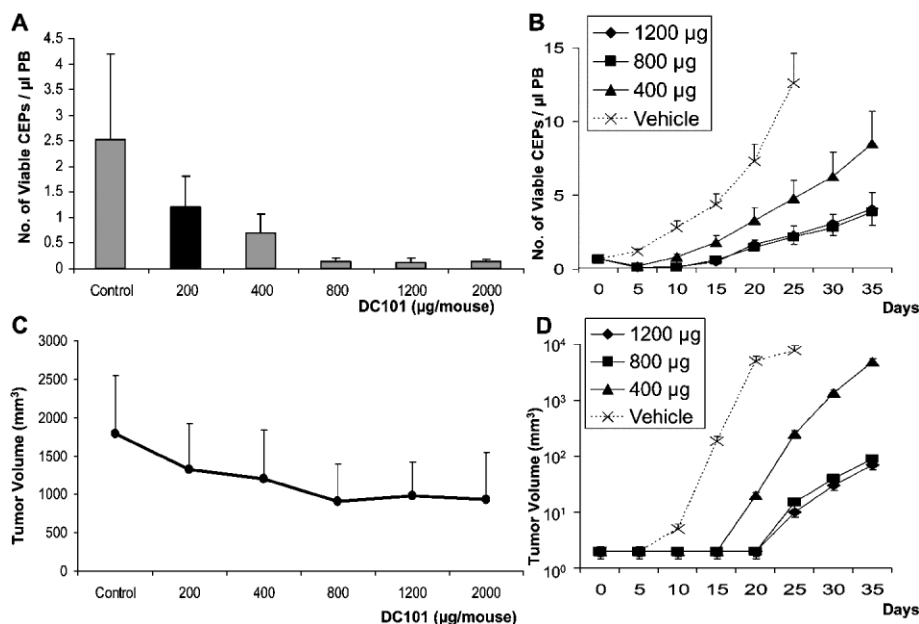 A
No. of Viable CEPs / µl PB
4.5
4
3.5
3
2.5
2
1.5
1
0.5
0
Control 200 400 800 1200 2000
DC101 (µg/mouse)
B
No. of Viable CEPs / µl PB
1200 µg
800 µg
400 µg
Vehicle
15
10
5
0
0 5 10 15 20 25 30 35
Days
C
Tumor Volume (mm³)
3000
2500
2000
1500
1000
500
0
Control 200 400 800 1200 2000
DC101 (µg/mouse)
D
Tumor Volume (mm³)
1200 µg
800 µg
400 µg
Vehicle
10⁴
10³
10²
10¹
10⁰
0 5 10 15 20 25 30 35
Days